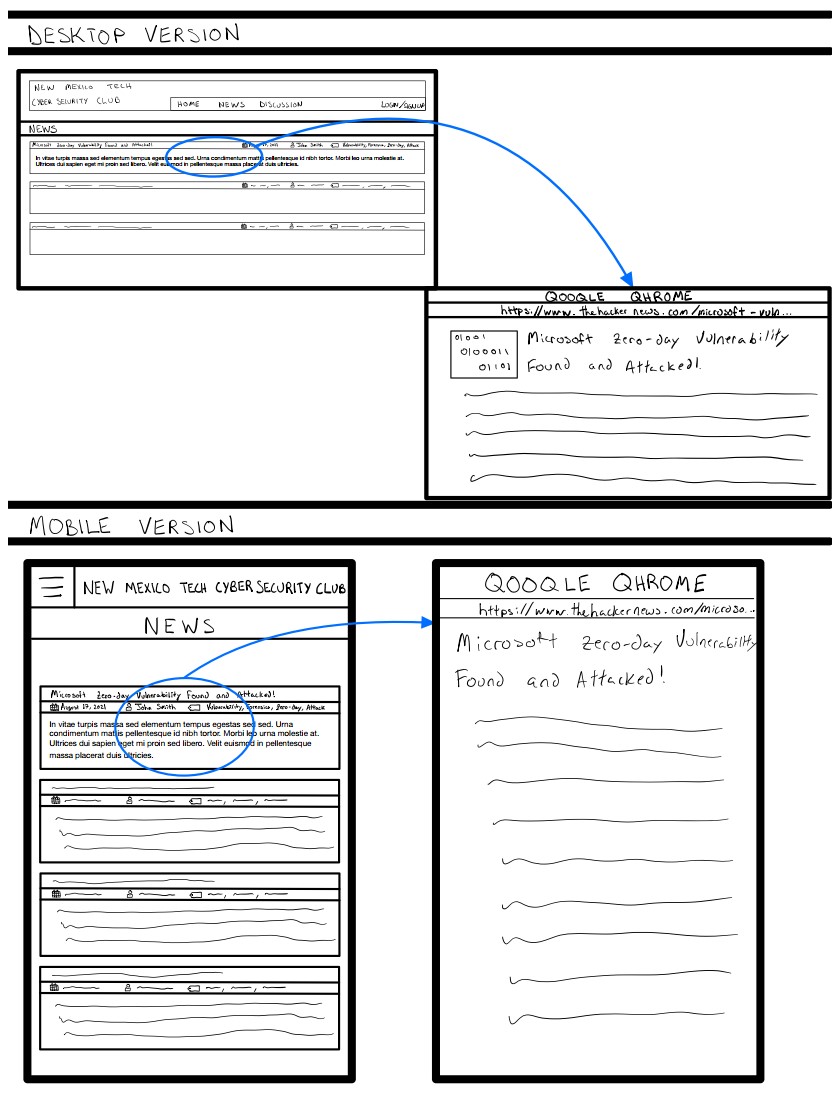 DESKTOP VERSION
NEW MEXICO TECH
CYBER SECURITY CLUB
HOME NEWS DISCUSSION LOGIN/SIGNUP
NEWS
Microsoft Zero-day Vulnerability Found and Attacked! August 17, 2021 John Smith Vulnerability, Forensics, Zero-day, Attack
In vitae turpis massa sed elementum tempus egestas sed sed. Urna condimentum mattis pellentesque id nibh tortor. Morbi leo urna molestie at.
Ultrices dui sapien eget mi proin sed libero. Velit euismod in pellentesque massa placerat duis ultricies.
QOOQLE QHROME
https://www.thehackernews.com/microsoft-vuln...
01001
0100011
01101
Microsoft Zero-day Vulnerability
Found and Attacked!
MOBILE VERSION
NEW MEXICO TECH CYBERSECURITY CLUB
NEWS
Microsoft Zero-day Vulnerability Found and Attacked!
August 17, 2021 John Smith Vulnerability, Forensics, Zero-day, Attack
In vitae turpis massa sed elementum tempus egestas sed sed. Urna
condimentum mattis pellentesque id nibh tortor. Morbi leo urna molestie at.
Ultrices dui sapien eget mi proin sed libero. Velit euismod in pellentesque
massa placerat duis ultricies.
QOOQLE QHROME
https://www.thehackernews.com/microso...
Microsoft Zero-day Vulnerability
Found and Attacked!